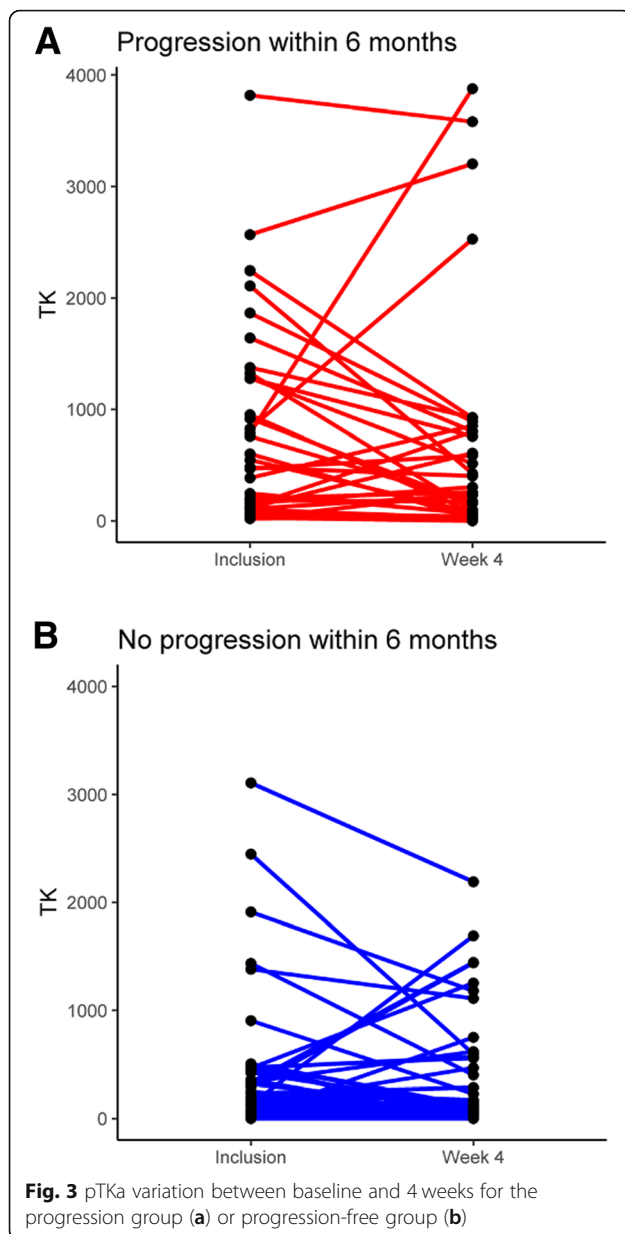 A Progression within 6 months
4000
3000
2000
1000
0
TK
Inclusion Week 4
B No progression within 6 months
4000
3000
2000
1000
0
TK
Inclusion Week 4
Fig. 3 pTKa variation between baseline and 4 weeks for the
progression group (a) or progression-free group (b)